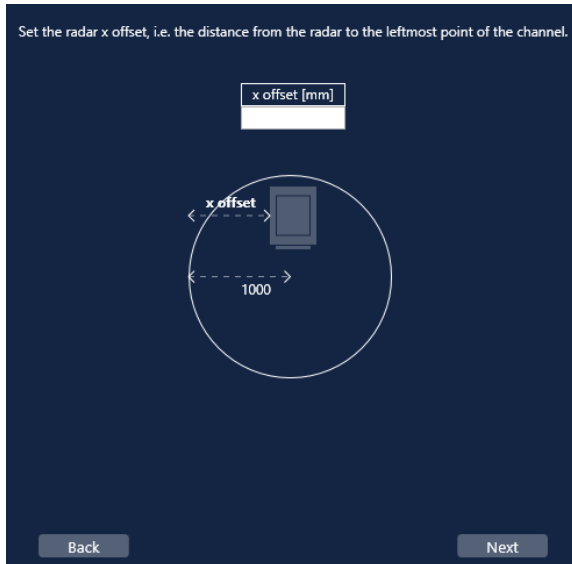 Set the radar x offset, i.e. the distance from the radar to the leftmost point of the channel.
x offset [mm]
x offset
1000
Back
Next